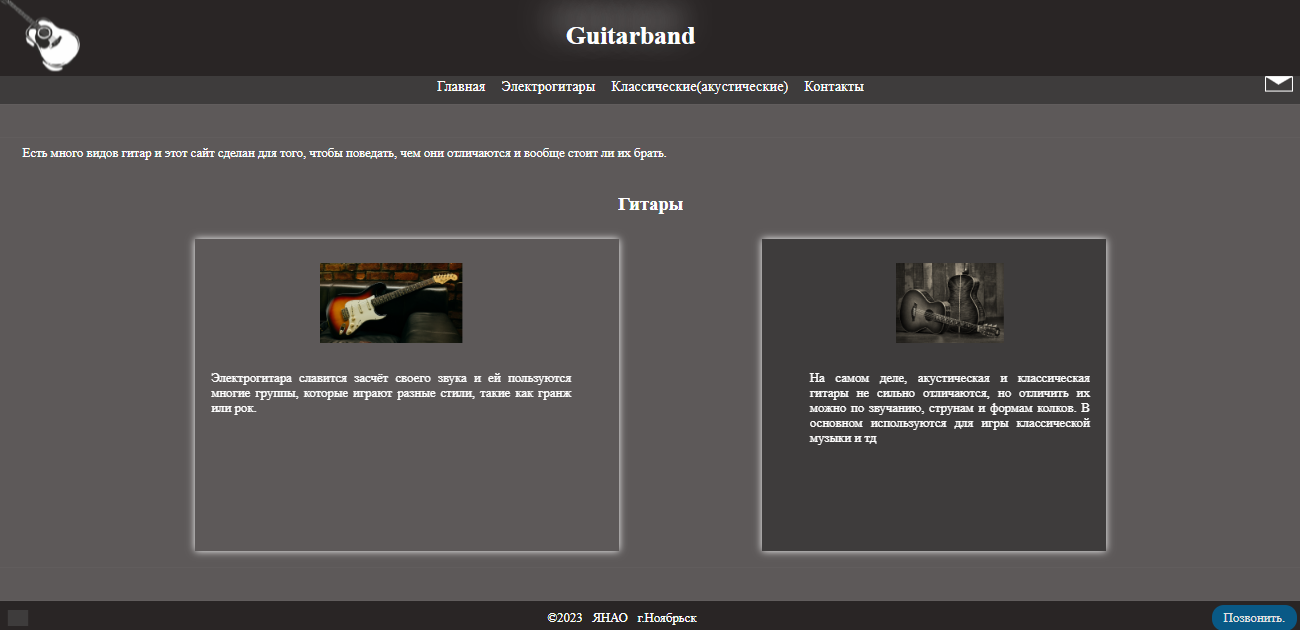 Guitarband
Главная Электрогитары Классические(акустические) Контакты
Есть много видов гитар и этот сайт сделан для того, чтобы поведать, чем они отличаются и вообще стоит ли их брать.
Гитары
Электрогитара славится засчёт своего звука и ей пользуются
многие группы, которые играют разные стили, такие как гранж
или рок.
На самом деле, акустическая и классическая
гитары не сильно отличаются, но отличить их
можно по звучанию, струнам и формам колков. В
основном используются для игры классической
музыки и тд
©2023 ЯНАО г.Ноябрьск
Позвонить.